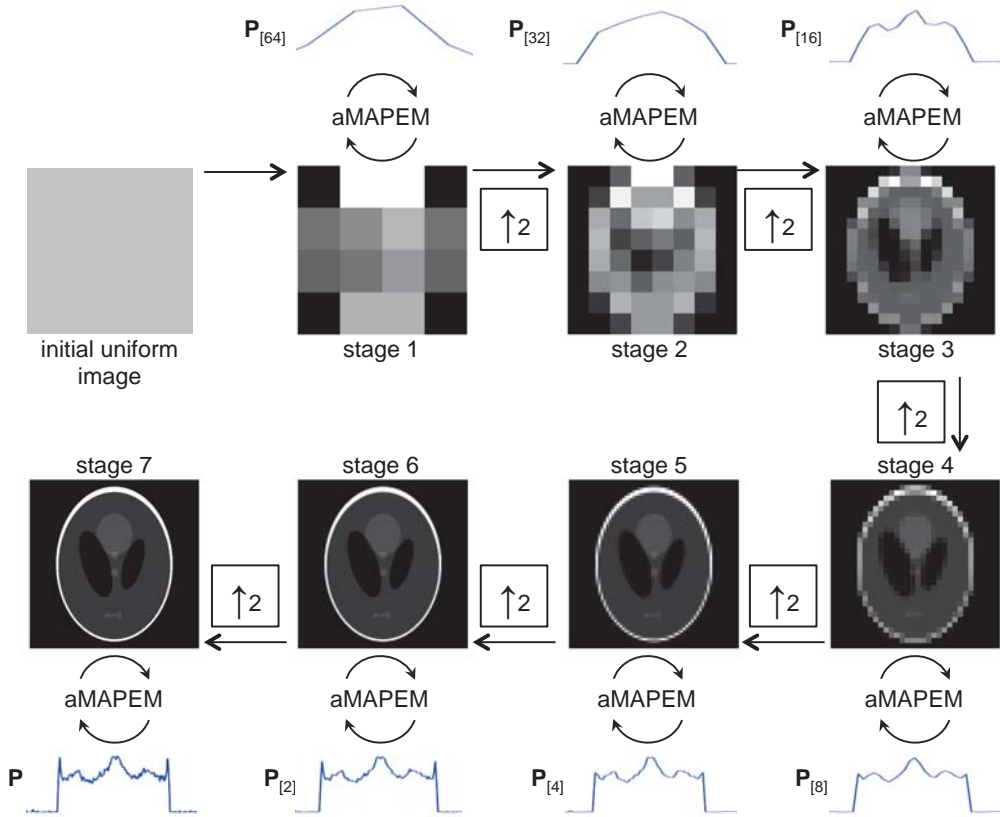 P[64]
P[32]
P[16]
aMAPEM
aMAPEM
aMAPEM
↑2
↑2
initial uniform
image
stage 1
stage 2
stage 3
↑2
stage 7
stage 6
stage 5
stage 4
↑2
↑2
↑2
aMAPEM
aMAPEM
aMAPEM
aMAPEM
P
P[2]
P[4]
P[8]